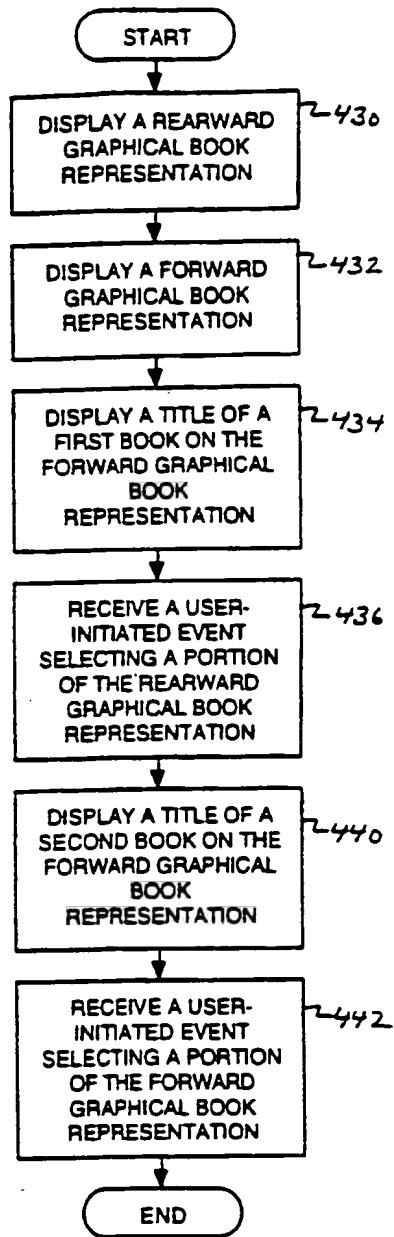 START
DISPLAY A REARWARD
GRAPHICAL BOOK
REPRESENTATION
430
DISPLAY A FORWARD
GRAPHICAL BOOK
REPRESENTATION
432
DISPLAY A TITLE OF A
FIRST BOOK ON THE
FORWARD GRAPHICAL
BOOK
REPRESENTATION
434
RECEIVE A USER-
INITIATED EVENT
SELECTING A PORTION
OF THE REARWARD
GRAPHICAL BOOK
REPRESENTATION
436
DISPLAY A TITLE OF A
SECOND BOOK ON THE
FORWARD GRAPHICAL
BOOK
REPRESENTATION
440
RECEIVE A USER-
INITIATED EVENT
SELECTING A PORTION
OF THE FORWARD
GRAPHICAL BOOK
REPRESENTATION
442
END